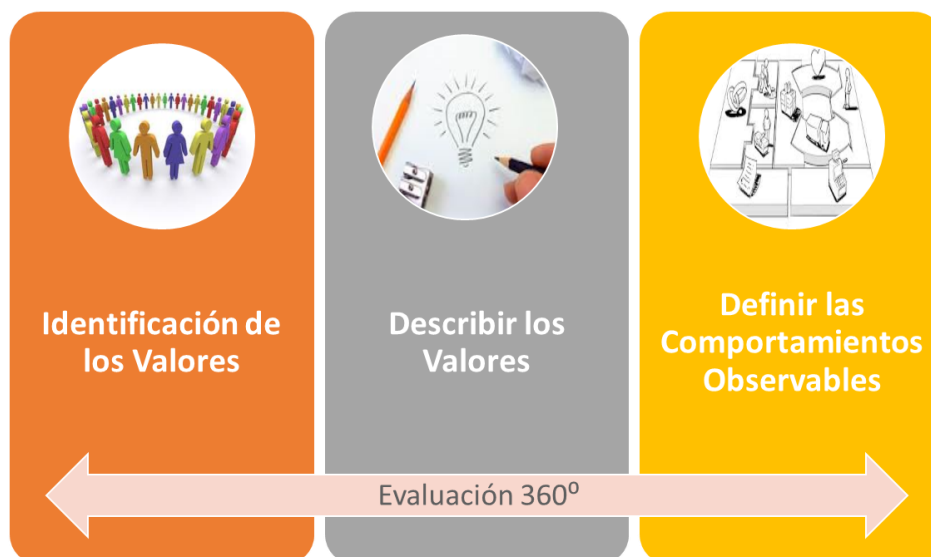 Identificación de
los Valores
Describir los
Valores
Definir las
Comportamientos
Observables
Evaluación 360º